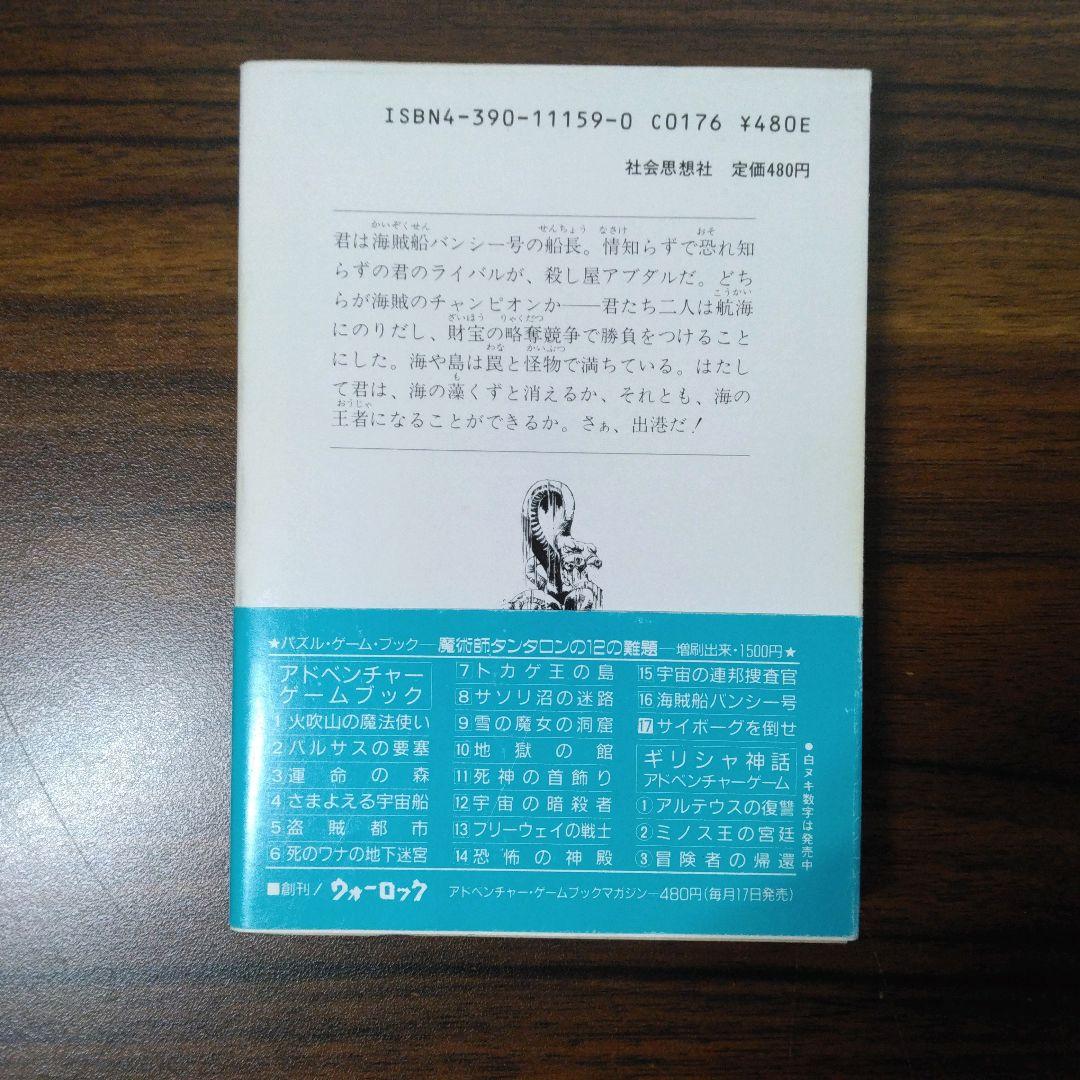 ISBN4-390-11159-0 C0176 ¥480E
社会思想社 定価480円
君は海賊船バンシー号の船長。情知らずで恐れ知
らずの君のライバルが、殺し屋アブダルだ。どち
らが海賊のチャンピオンか――君たち二人は航海
にのりだし、財宝の略奪競争で勝負をつけること
にした。海や島は罠と怪物で満ちている。はたし
て君は、海の藻くずと消えるか、それとも、海の
王者になることができるか。さぁ、出港だ!
★パズル・ゲーム・ブック―魔術師タンタロンの12の難題―増刷出来・1500円★
アドベンチャー
ゲームブック
1 火吹山の魔法使い
2 バルサスの要塞
3 運命の森
4 さまよえる宇宙船
5 盗賊都市
6 死のワナの地下迷宮
7 トカゲ王の島
8 サソリ沼の迷路
9 雪の魔女の洞窟
10 地獄の館
11 死神の首飾り
12 宇宙の暗殺者
13 フリーウェイの戦士
14 恐怖の神殿
15 宇宙の連邦捜査官
16 海賊船バンシー号
17 サイボーグを倒せ
ギリシャ神話
アドベンチャーゲーム
① アルテウスの復讐
② ミノス王の宮廷
③ 冒険者の帰還
●白ヌキ数字は発売中
■創刊/ウォーロック アドベンチャー・ゲームブックマガジン―480円(毎月17日発売)